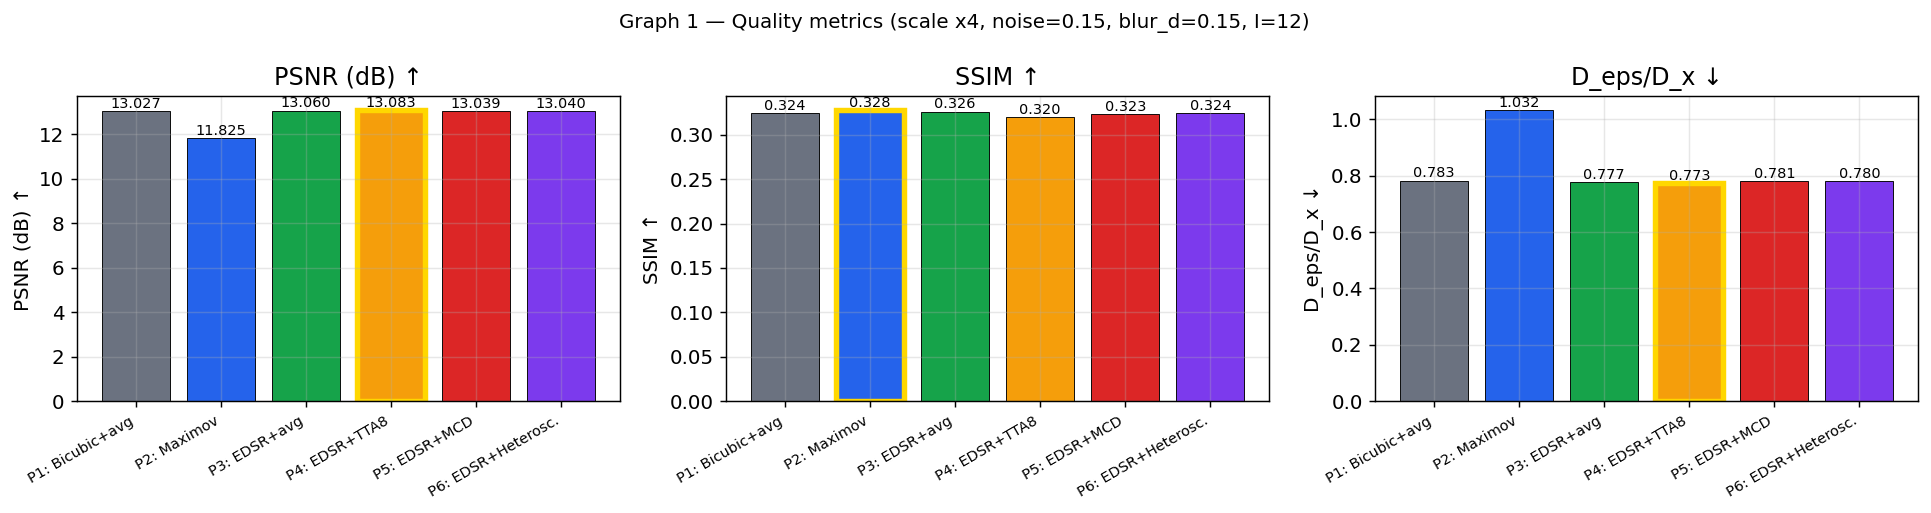 Graph 1 — Quality metrics (scale x4, noise=0.15, blur_d=0.15, I=12)
PSNR (dB) ↑
PSNR (dB) ↑
12
10
8
6
4
2
0
13.027
11.825
13.060
13.083
13.039
13.040
P1: Bicubic+avg
P2: Maximov
P3: EDSR+avg
P4: EDSR+TTA8
P5: EDSR+MCD
P6: EDSR+Heterosc.
SSIM ↑
SSIM ↑
0.30
0.25
0.20
0.15
0.10
0.05
0.00
0.324
0.328
0.326
0.320
0.323
0.324
P1: Bicubic+avg
P2: Maximov
P3: EDSR+avg
P4: EDSR+TTA8
P5: EDSR+MCD
P6: EDSR+Heterosc.
D_eps/D_x ↓
D_eps/D_x ↓
1.0
0.8
0.6
0.4
0.2
0.0
0.783
1.032
0.777
0.773
0.781
0.780
P1: Bicubic+avg
P2: Maximov
P3: EDSR+avg
P4: EDSR+TTA8
P5: EDSR+MCD
P6: EDSR+Heterosc.